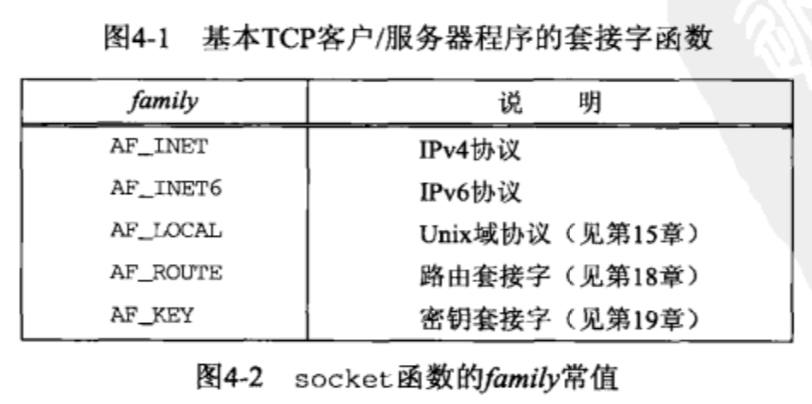 图4-1 基本TCP客户/服务器程序的套接字函数
family 说 明
AF_INET IPv4协议
AF_INET6 IPv6协议
AF_LOCAL Unix域协议（见第15章）
AF_ROUTE 路由套接字（见第18章）
AF_KEY 密钥套接字（见第19章）
图4-2 socket函数的family常值